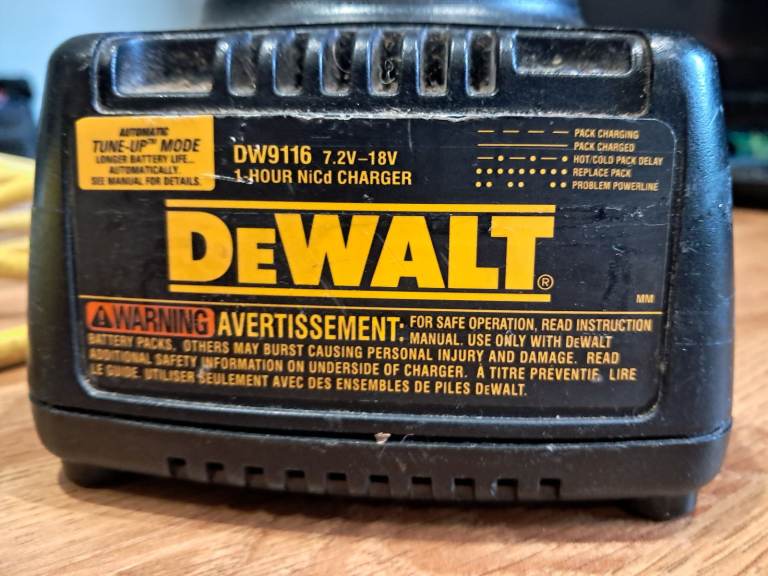 AUTOMATIC
TUNE-UP™ MODE
LONGER BATTERY LIFE...
AUTOMATICALLY.
SEE MANUAL FOR DETAILS.
DW9116 7.2V–18V
1-HOUR NiCd CHARGER
PACK CHARGING
PACK CHARGED
HOT/COLD PACK DELAY
REPLACE PACK
PROBLEM POWERLINE
DEWALT®
MM
WARNING AVERTISSEMENT: FOR SAFE OPERATION, READ INSTRUCTION
MANUAL. USE ONLY WITH DEWALT
BATTERY PACKS. OTHERS MAY BURST CAUSING PERSONAL INJURY AND DAMAGE. READ
ADDITIONAL SAFETY INFORMATION ON UNDERSIDE OF CHARGER. À TITRE PRÉVENTIF, LIRE
LE GUIDE. UTILISER SEULEMENT AVEC DES ENSEMBLES DE PILES DEWALT.